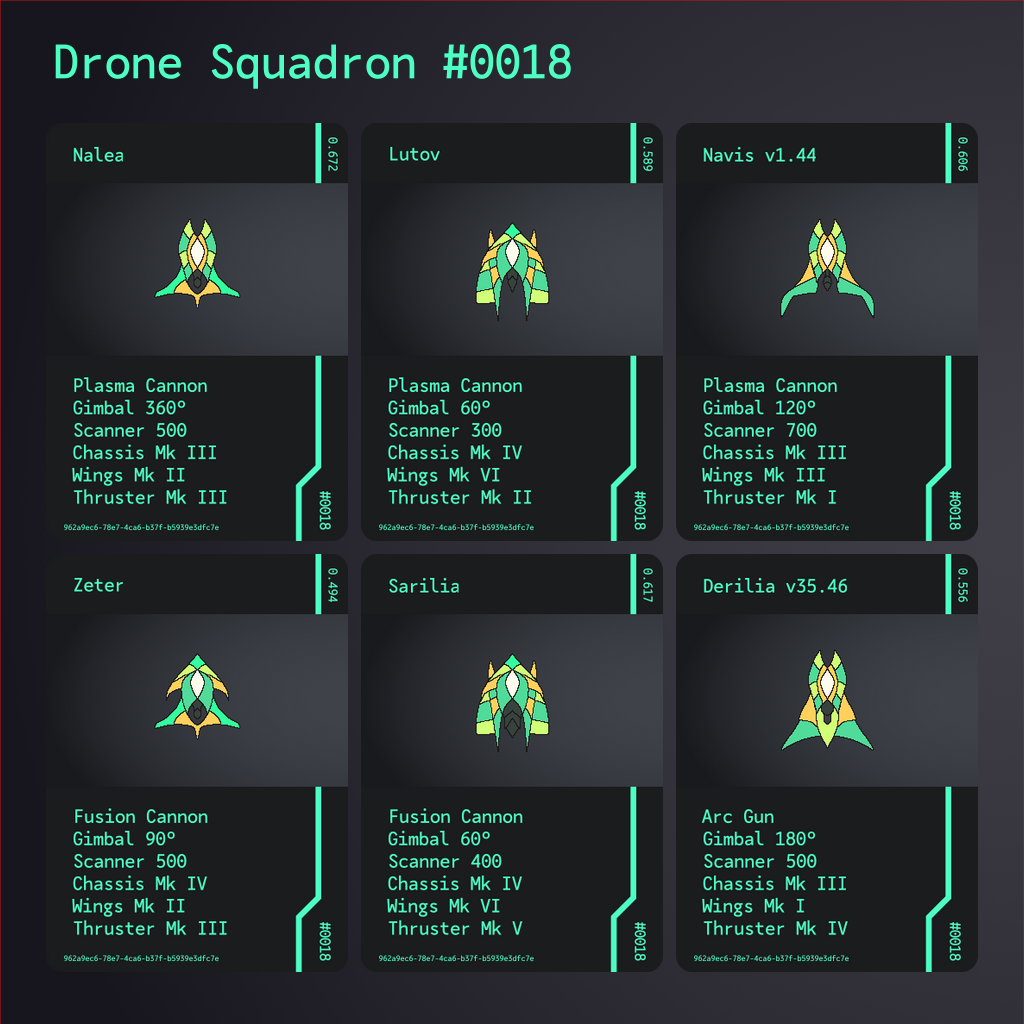 Drone Squadron #0018
Nalea
0.672
Plasma Cannon
Gimbal 360º
Scanner 500
Chassis Mk III
Wings Mk II
Thruster Mk III
#0018
962a9ec6-78e7-4ca6-b37f-b5939e3dfc7e
Lutov
0.589
Plasma Cannon
Gimbal 60º
Scanner 300
Chassis Mk IV
Wings Mk VI
Thruster Mk II
#0018
962a9ec6-78e7-4ca6-b37f-b5939e3dfc7e
Navis v1.44
0.606
Plasma Cannon
Gimbal 120º
Scanner 700
Chassis Mk III
Wings Mk III
Thruster Mk I
#0018
962a9ec6-78e7-4ca6-b37f-b5939e3dfc7e
Zeter
0.494
Fusion Cannon
Gimbal 90º
Scanner 500
Chassis Mk IV
Wings Mk II
Thruster Mk III
#0018
962a9ec6-78e7-4ca6-b37f-b5939e3dfc7e
Sarilia
0.617
Fusion Cannon
Gimbal 60º
Scanner 400
Chassis Mk IV
Wings Mk VI
Thruster Mk V
#0018
962a9ec6-78e7-4ca6-b37f-b5939e3dfc7e
Derilia v35.46
0.556
Arc Gun
Gimbal 180º
Scanner 500
Chassis Mk III
Wings Mk I
Thruster Mk IV
#0018
962a9ec6-78e7-4ca6-b37f-b5939e3dfc7e